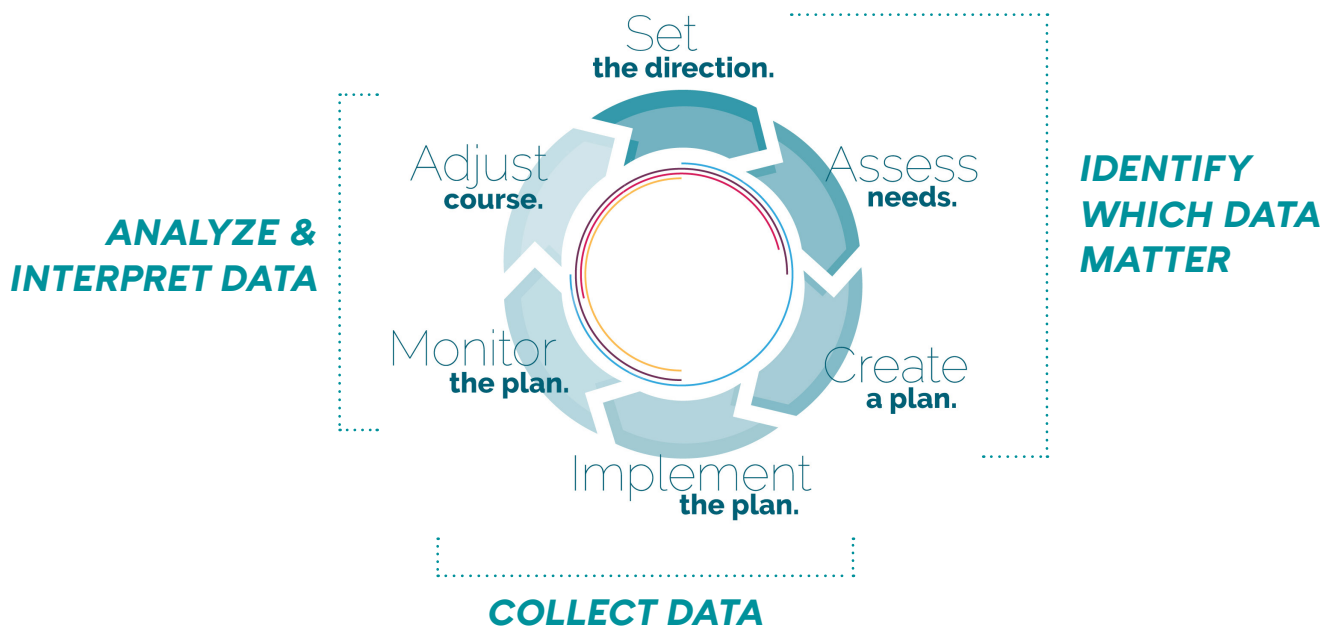 Set
the direction.
Assess
needs.
IDENTIFY
WHICH DATA
MATTER
Create
a plan.
Implement
the plan.
COLLECT DATA
Monitor
the plan.
Adjust
course.
ANALYZE &
INTERPRET DATA